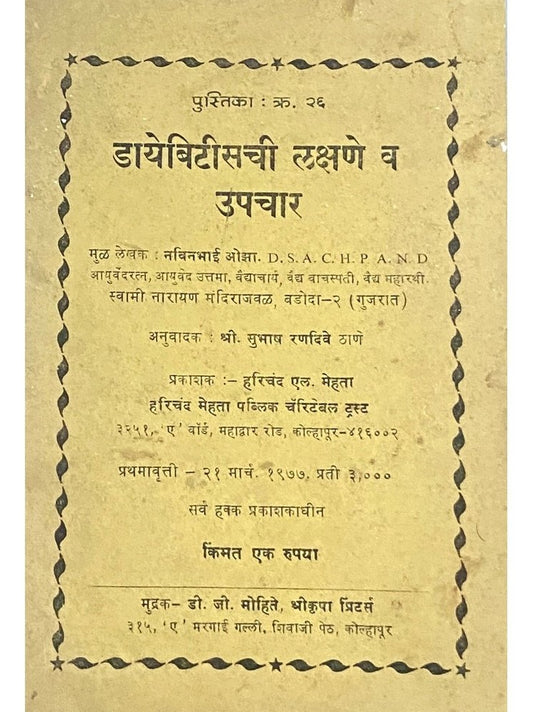 पुस्तिका : क्र. २६
डायेबिटीसची लक्षणे व
उपचार
मुळ लेखक : नविनभाई ओझा. D. S. A. C. H. P A. N. D
आयुर्वेदरत्न, आयुवेद उत्तमा, वैद्याचार्य, वैद्य वाचस्पती, वैद्य महारथी.
स्वामी नारायण मंदिराजवळ, बडोदा-२ (गुजरात)
अनुवादक : श्री. सुभाष रणदिवे ठाणे
प्रकाशक :- हरिचंद एल. मेहता
हरिचंद मेहता पब्लिक चॅरिटेबल ट्रस्ट
३२५१, 'ए' वॉर्ड, महाद्वार रोड, कोल्हापूर-४१६००२
प्रथमावृत्ती - २१ मार्च. १९७७. प्रती ३,०००
सर्व हक्क प्रकाशकाधीन
किंमत एक रुपया
मुद्रक- डी. जी. मोहिते, श्रीकृपा प्रिंटर्स
३१५, 'ए' मरगाई गल्ली, शिवाजी पेठ, कोल्हापूर